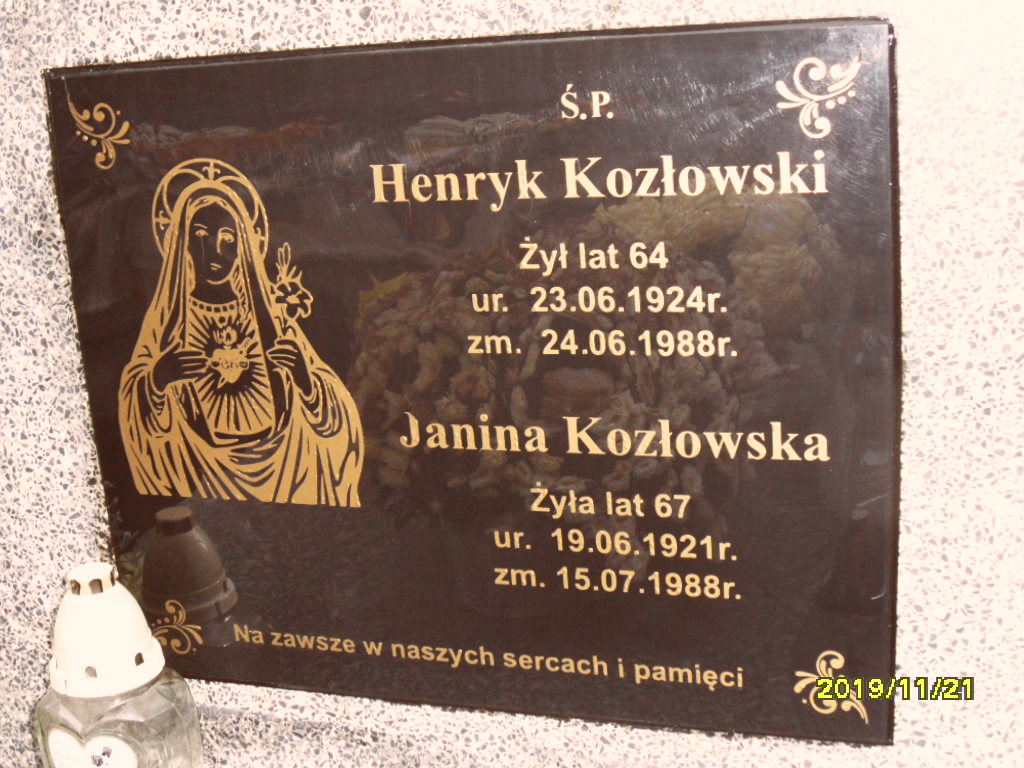 Ś.P.
Henryk Kozłowski
Żył lat 64
ur. 23.06.1924r.
zm. 24.06.1988r.
Janina Kozłowska
Żyła lat 67
ur. 19.06.1921r.
zm. 15.07.1988r.
Na zawsze w naszych sercach i pamięci
2019/11/21